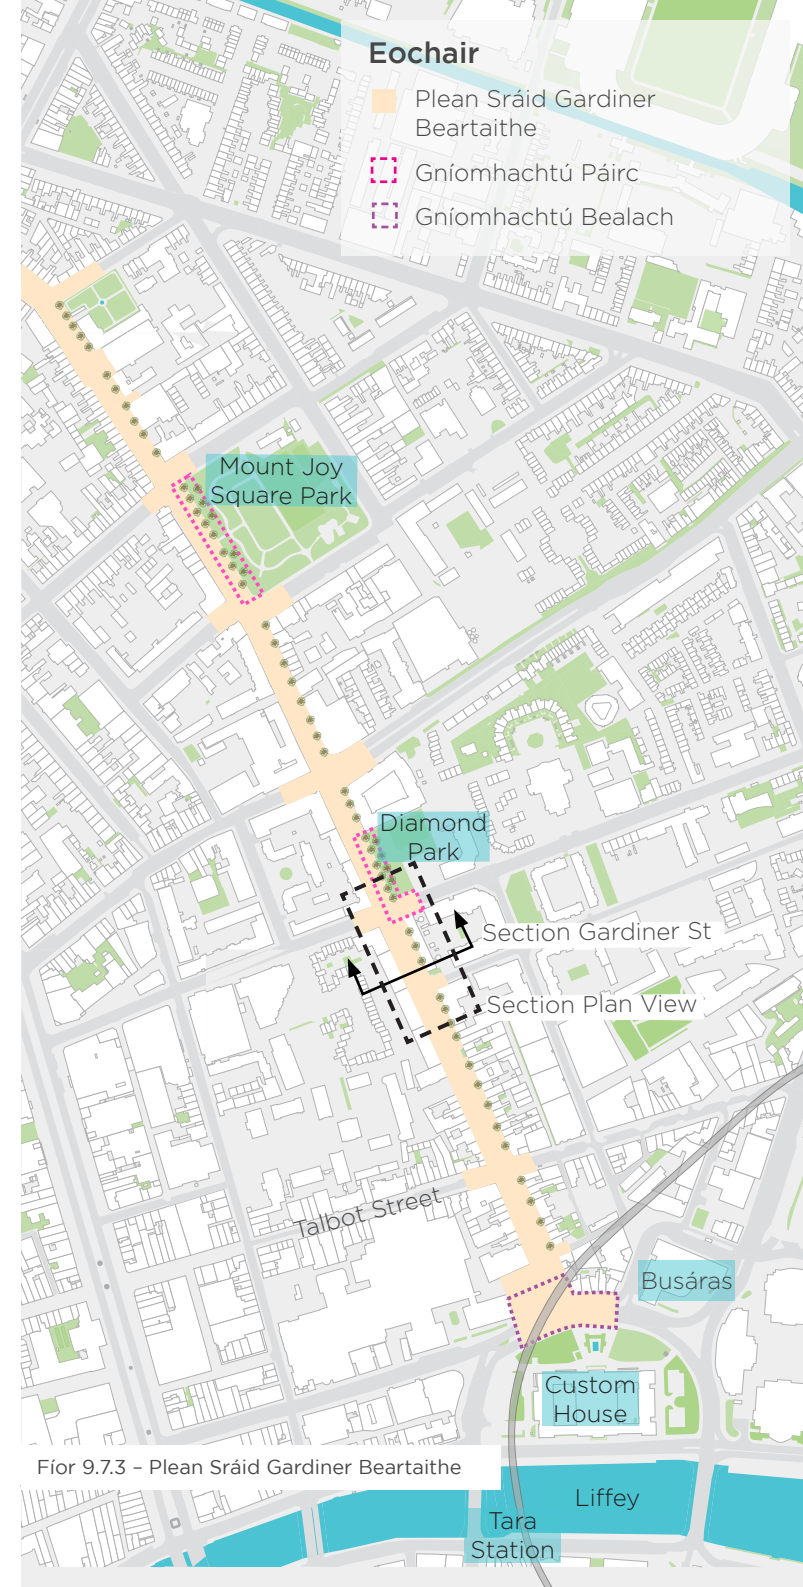 Eochair
Plean Sráid Gardiner
Beartaithe
Gníomhachtú Páirc
Gníomhachtú Bealach
Mount Joy
Square Park
Diamond
Park
Section Gardiner St
Section Plan View
Talbot Street
Busáras
Custom
House
Fíor 9.7.3 – Plean Sráid Gardiner Beartaithe
Liffey
Tara
Station